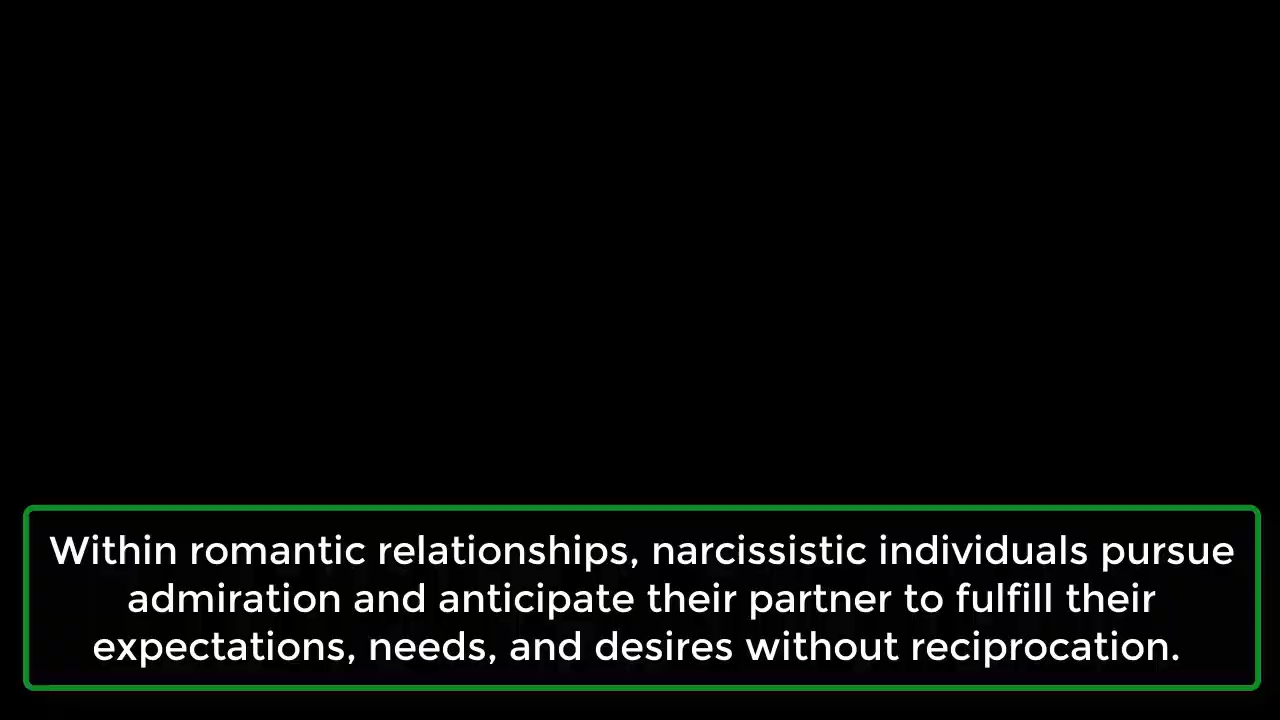 Within romantic relationships, narcissistic individuals pursue
admiration and anticipate their partner to fulfill their
expectations, needs, and desires without reciprocation.